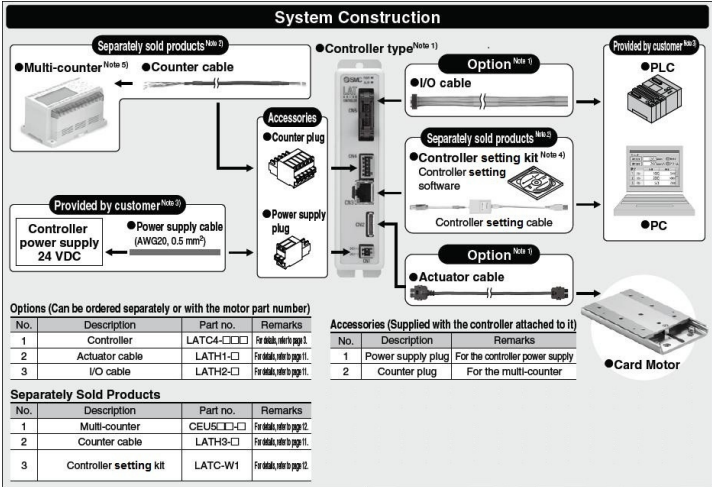 System Construction
Separately sold products Note 2)
●Multi-counter Note 5)
●Counter cable
●Controller type Note 1)
Option Note 1)
●I/O cable
Provided by customer Note 3)
●PLC
Accessories
●Counter plug
SMC
LAT
CN5
CN4
CN3
CN2
CN1
Separately sold products Note 2)
●Controller setting kit Note 4)
Controller setting
software
Controller setting cable
●PC
Provided by customer Note 3)
Controller
power supply
24 VDC
●Power supply cable
(AWG20, 0.5 mm²)
●Power supply
plug
Option Note 1)
●Actuator cable
●Card Motor
Options (Can be ordered separately or with the motor part number)
No. Description Part no. Remarks
1 Controller LATC4-□□□ For details, refer to page 3.
2 Actuator cable LATH1-□ For details, refer to page 11.
3 I/O cable LATH2-□ For details, refer to page 11.
Accessories (Supplied with the controller attached to it)
No. Description Remarks
1 Power supply plug For the controller power supply
2 Counter plug For the multi-counter
Separately Sold Products
No. Description Part no. Remarks
1 Multi-counter CEU5□□-□ For details, refer to page 12.
2 Counter cable LATH3-□ For details, refer to page 11.
3 Controller setting kit LATC-W1 For details, refer to page 12.